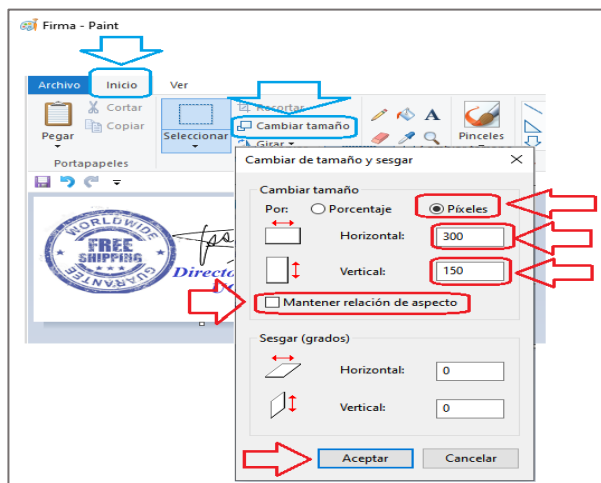 Firma - Paint
Archivo Inicio Ver
Pegar
Cortar
Copiar
Portapapeles
Seleccionar
Recortar
Cambiar tamaño
Girar
A
Pinceles
WORLDWIDE
FREE
SHIPPING
GUARANTEE
Cambiar de tamaño y sesgar
Cambiar tamaño
Por: Porcentaje Píxeles
Horizontal: 300
Vertical: 150
Mantener relación de aspecto
Sesgar (grados)
Horizontal: 0
Vertical: 0
Aceptar Cancelar